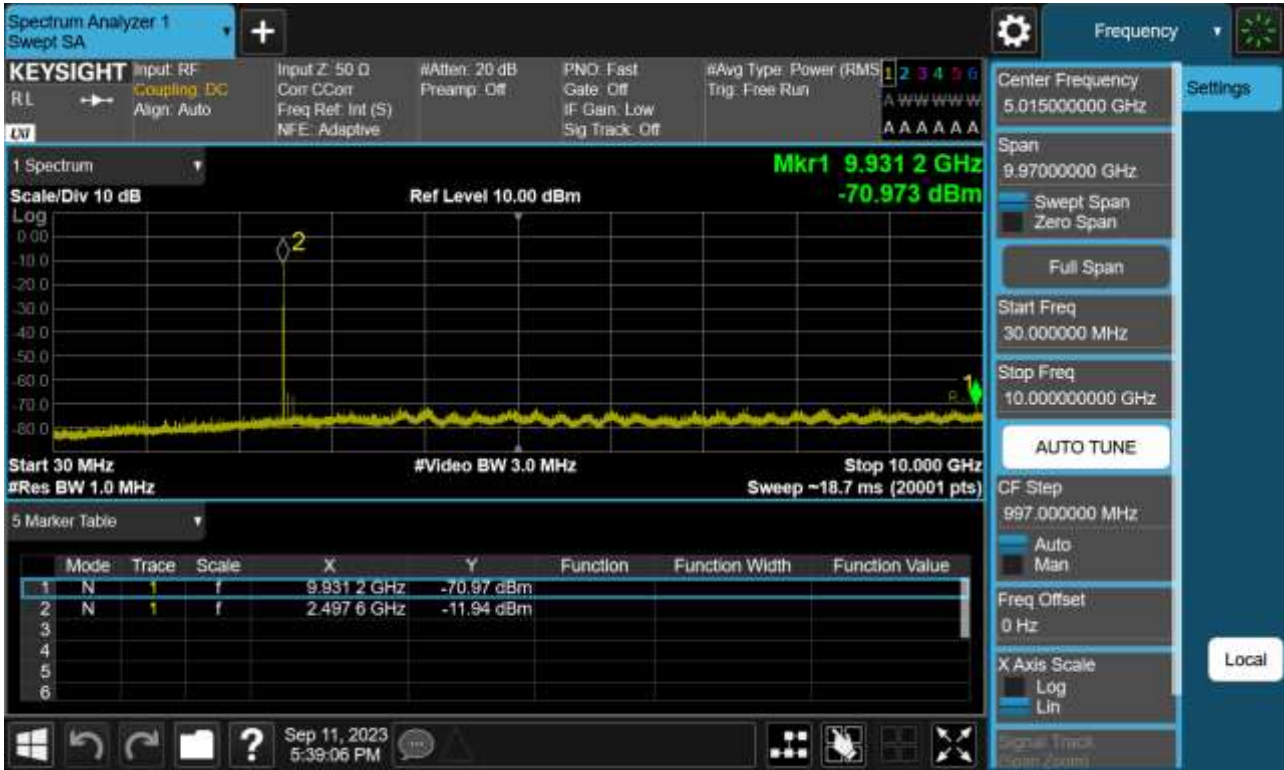 Spectrum Analyzer 1
Swept SA
+
Frequency
KEYSIGHT
RL
LXI
Input: RF
Coupling: DC
Align: Auto
Input Z: 50 Ω
Corr CCorr
Freq Ref: Int (S)
NFE: Adaptive
#Atten: 20 dB
Preamp: Off
PNO: Fast
Gate: Off
IF Gain: Low
Sig Track: Off
#Avg Type: Power (RMS
Trig: Free Run
1 2 3 4 5 6
A W W W W W
A A A A A A
1 Spectrum
Scale/Div 10 dB
Ref Level 10.00 dBm
Mkr1 9.931 2 GHz
-70.973 dBm
Log
0.00
-10.0
-20.0
-30.0
-40.0
-50.0
-60.0
-70.0
-80.0
2
1
Start 30 MHz
#Video BW 3.0 MHz
Stop 10.000 GHz
#Res BW 1.0 MHz
Sweep ~18.7 ms (20001 pts)
5 Marker Table
Mode Trace Scale X Y Function Function Width Function Value
1 N 1 f 9.931 2 GHz -70.97 dBm
2 N 1 f 2.497 6 GHz -11.94 dBm
3
4
5
6
?
Sep 11, 2023
5:39:06 PM
Center Frequency
5.015000000 GHz
Settings
Span
9.97000000 GHz
Swept Span
Zero Span
Full Span
Start Freq
30.000000 MHz
Stop Freq
10.000000000 GHz
AUTO TUNE
CF Step
997.000000 MHz
Auto
Man
Freq Offset
0 Hz
X Axis Scale
Log
Lin
Local
Signal Track
(Span Zoom)